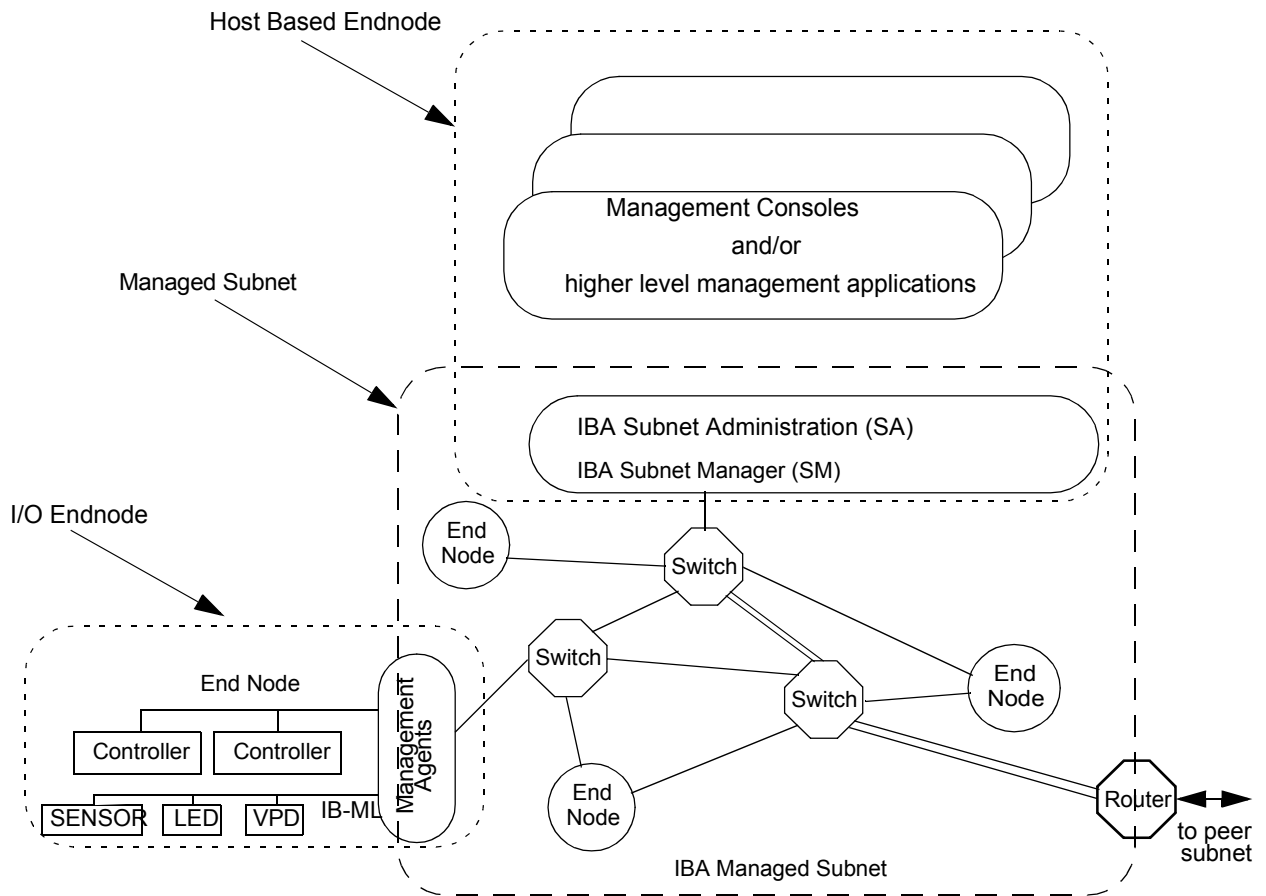 Host Based Endnode
Management Consoles
and/or
higher level management applications
Managed Subnet
IBA Subnet Administration (SA)
IBA Subnet Manager (SM)
I/O Endnode
End
Node
Switch
Switch
End
Node
Switch
End Node
Management
Agents
Controller
Controller
SENSOR
LED
VPD
IB-ML
End
Node
Router
to peer
subnet
IBA Managed Subnet